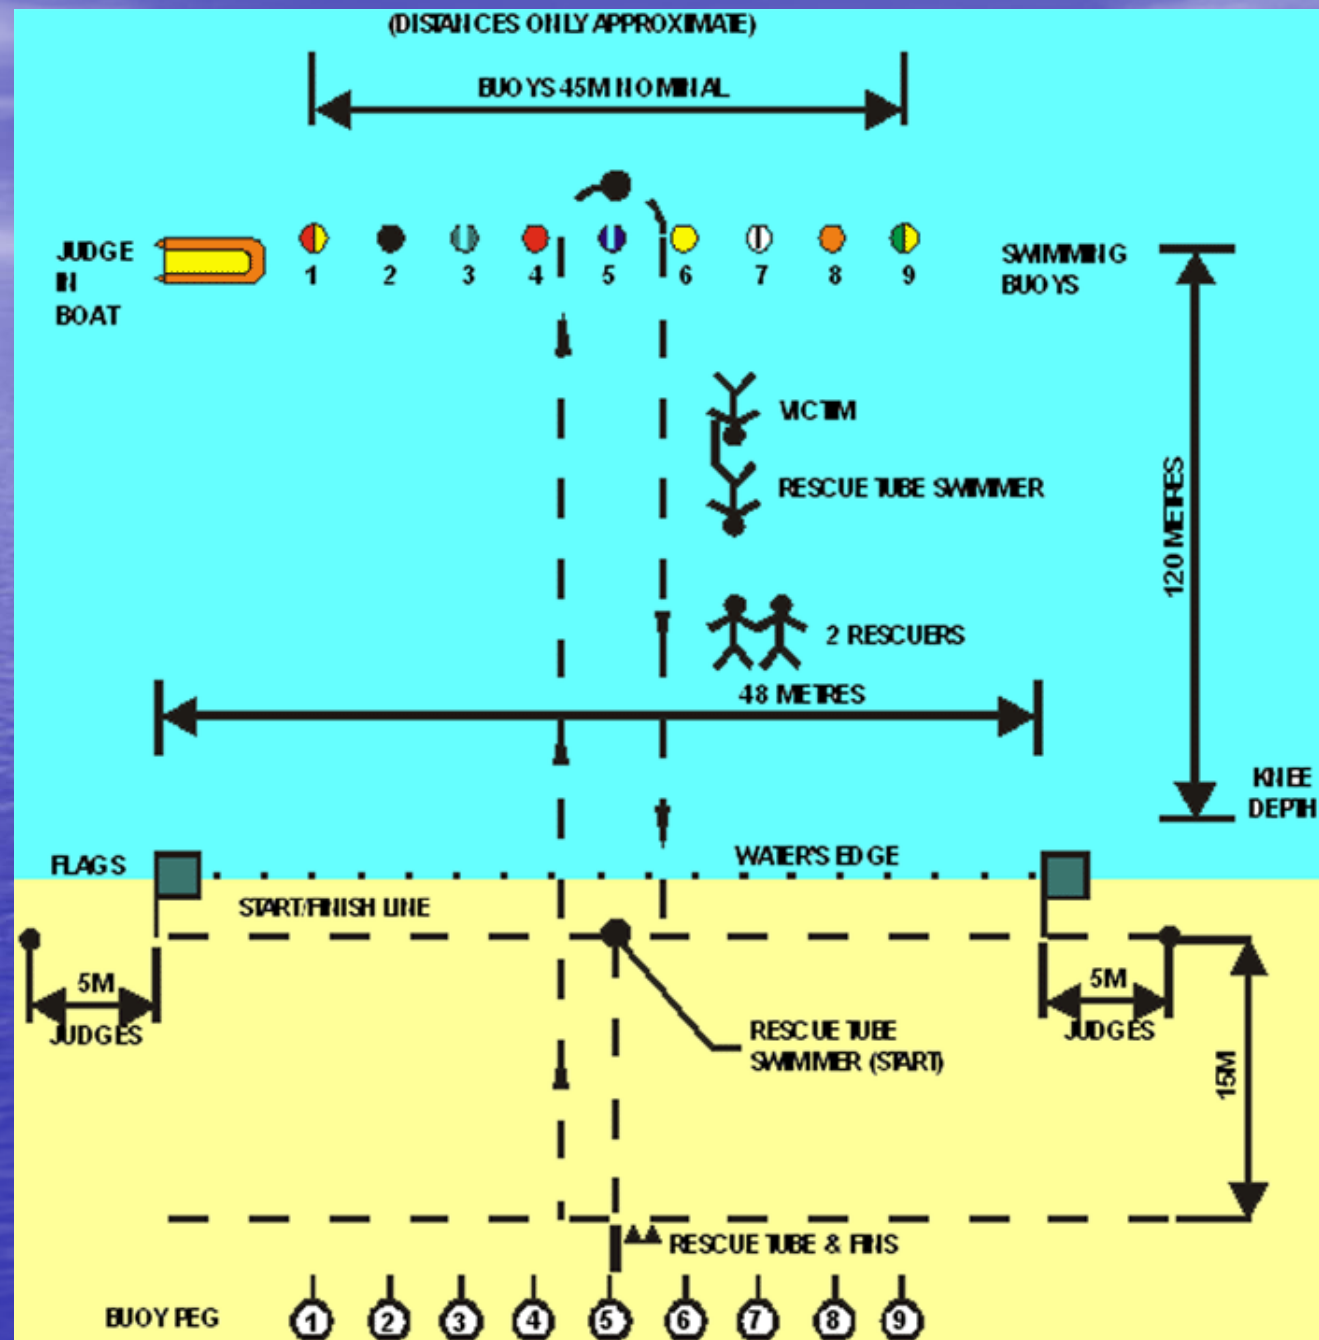 (DISTANCES ONLY APPROXIMATE)
BUOYS 45M NOMINAL
JUDGE
IN
BOAT
1 2 3 4 5 6 7 8 9
SWIMMING
BUOYS
VICTIM
RESCUE TUBE SWIMMER
120 METRES
2 RESCUERS
48 METRES
KNEE
DEPTH
FLAGS
WATER'S EDGE
START/FINISH LINE
5M
JUDGES
5M
JUDGES
RESCUE TUBE
SWIMMER (START)
15M
RESCUE TUBE & FINS
BUOY PEG
1 2 3 4 5 6 7 8 9